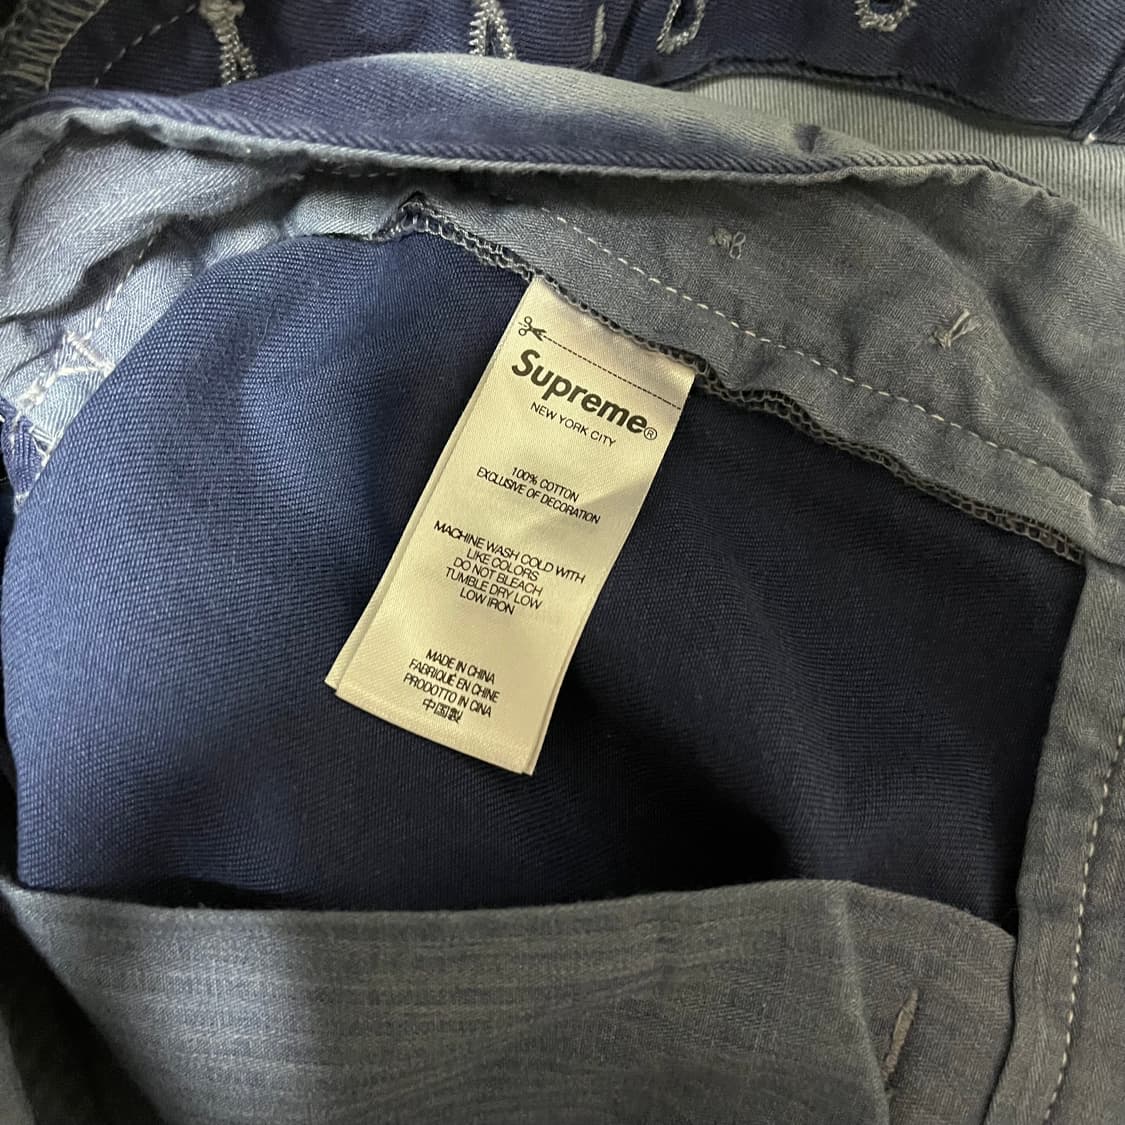 Supreme®
NEW YORK CITY
100% COTTON
EXCLUSIVE OF DECORATION
MACHINE WASH COLD WITH
LIKE COLORS
DO NOT BLEACH
TUMBLE DRY LOW
LOW IRON
MADE IN CHINA
FABRIQUÉ EN CHINE
PRODOTTO IN CINA
中国製